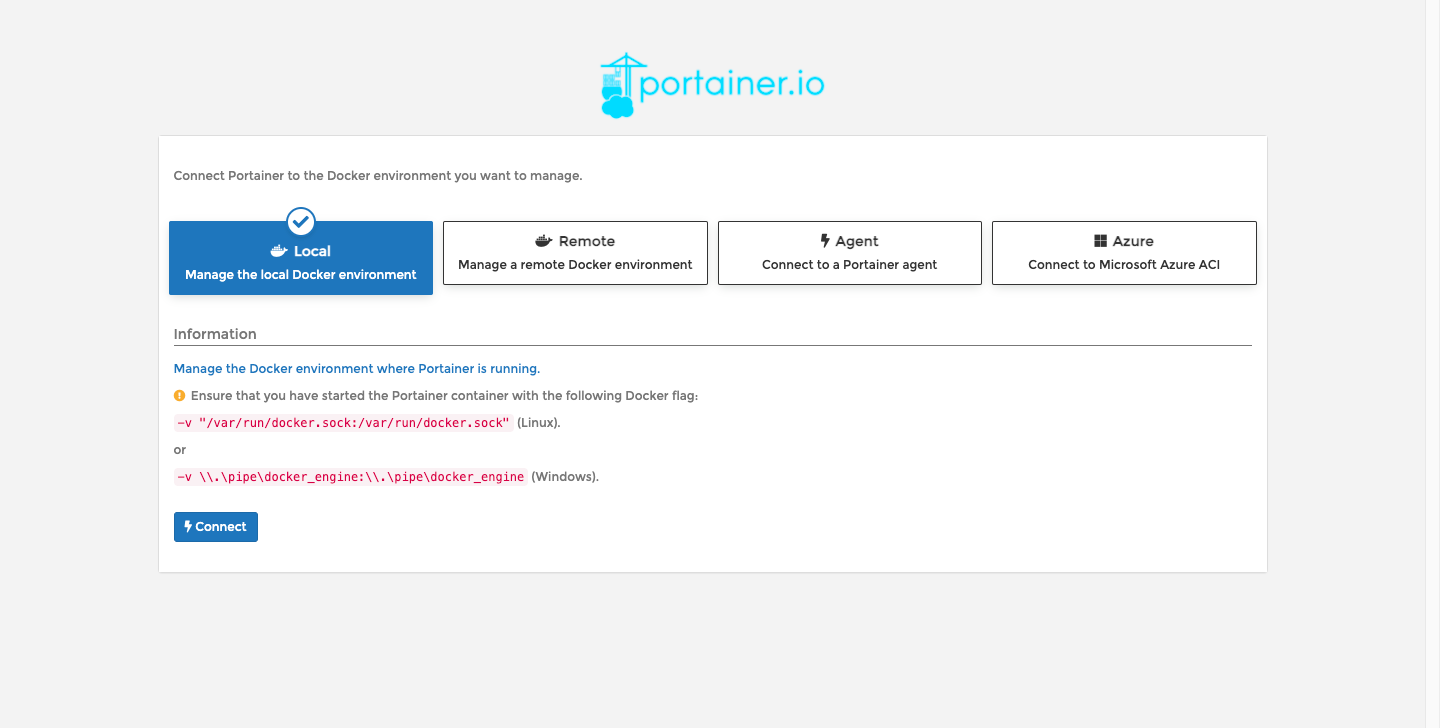 portainer.io
Connect Portainer to the Docker environment you want to manage.
Local
Manage the local Docker environment
Remote
Manage a remote Docker environment
Agent
Connect to a Portainer agent
Azure
Connect to Microsoft Azure ACI
Information
Manage the Docker environment where Portainer is running.
Ensure that you have started the Portainer container with the following Docker flag:
-v "/var/run/docker.sock:/var/run/docker.sock" (Linux).
or
-v \\.\pipe\docker_engine:\\.\pipe\docker_engine (Windows).
Connect